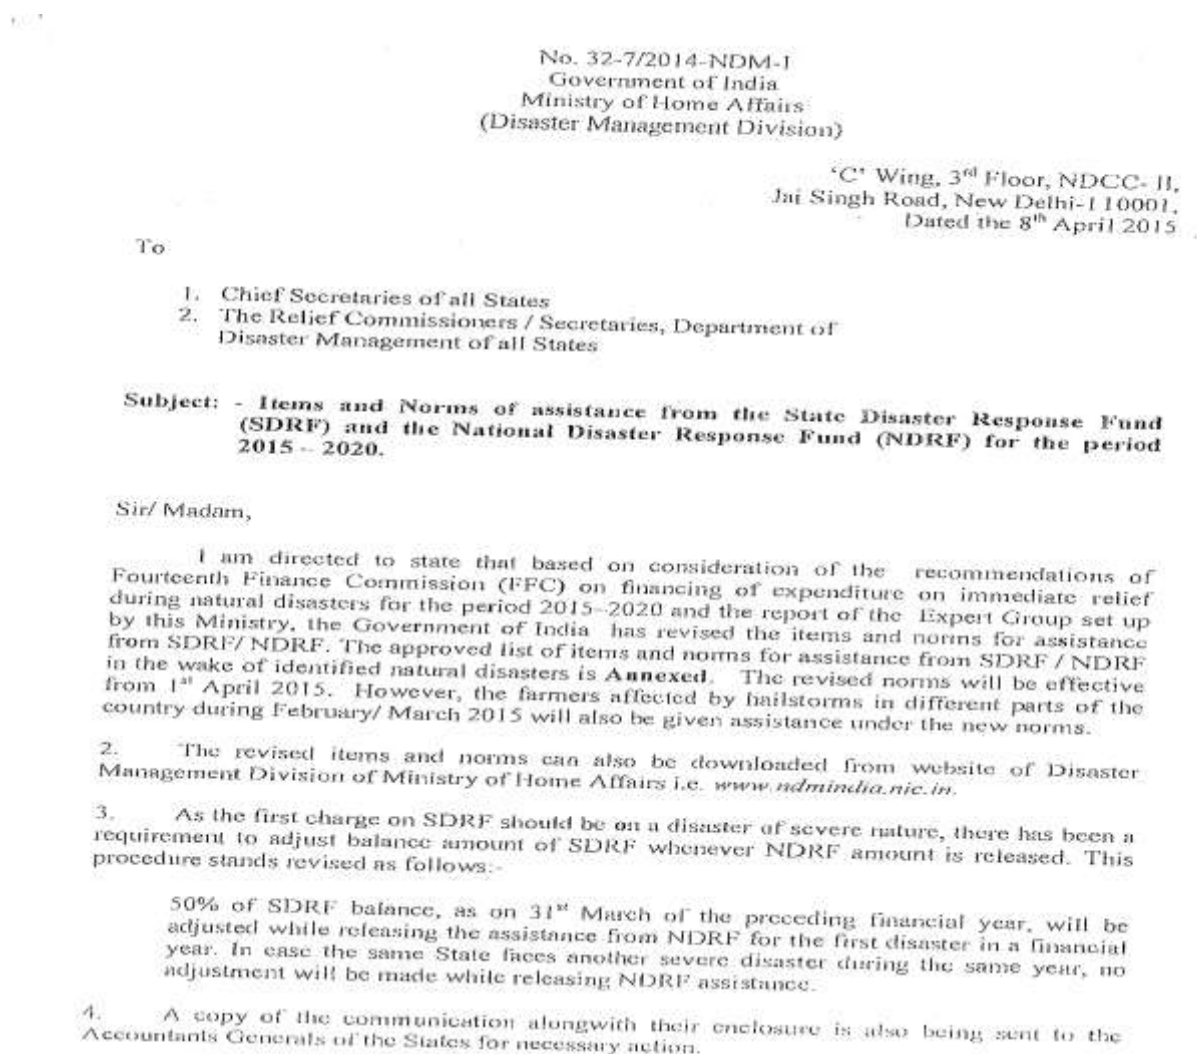 No. 32-7/2014-NDM-I
Government of India
Ministry of Home Affairs
(Disaster Management Division)
'C' Wing, 3rd Floor, NDCC- II,
Jai Singh Road, New Delhi-110001,
Dated the 8th April 2015
To
1. Chief Secretaries of all States
2. The Relief Commissioners / Secretaries, Department of
Disaster Management of all States
Subject: - Items and Norms of assistance from the State Disaster Response Fund
(SDRF) and the National Disaster Response Fund (NDRF) for the period
2015 – 2020.
Sir/ Madam,
I am directed to state that based on consideration of the recommendations of
Fourteenth Finance Commission (FFC) on financing of expenditure on immediate relief
during natural disasters for the period 2015–2020 and the report of the Expert Group set up
by this Ministry, the Government of India has revised the items and norms for assistance
from SDRF/ NDRF. The approved list of items and norms for assistance from SDRF / NDRF
in the wake of identified natural disasters is Annexed. The revised norms will be effective
from 1st April 2015. However, the farmers affected by hailstorms in different parts of the
country during February/ March 2015 will also be given assistance under the new norms.
2. The revised items and norms can also be downloaded from website of Disaster
Management Division of Ministry of Home Affairs i.e. www.ndmindia.nic.in.
3. As the first charge on SDRF should be on a disaster of severe nature, there has been a
requirement to adjust balance amount of SDRF whenever NDRF amount is released. This
procedure stands revised as follows:-
50% of SDRF balance, as on 31st March of the preceding financial year, will be
adjusted while releasing the assistance from NDRF for the first disaster in a financial
year. In case the same State faces another severe disaster during the same year, no
adjustment will be made while releasing NDRF assistance.
4. A copy of the communication alongwith their enclosure is also being sent to the
Accountants Generals of the States for necessary action.